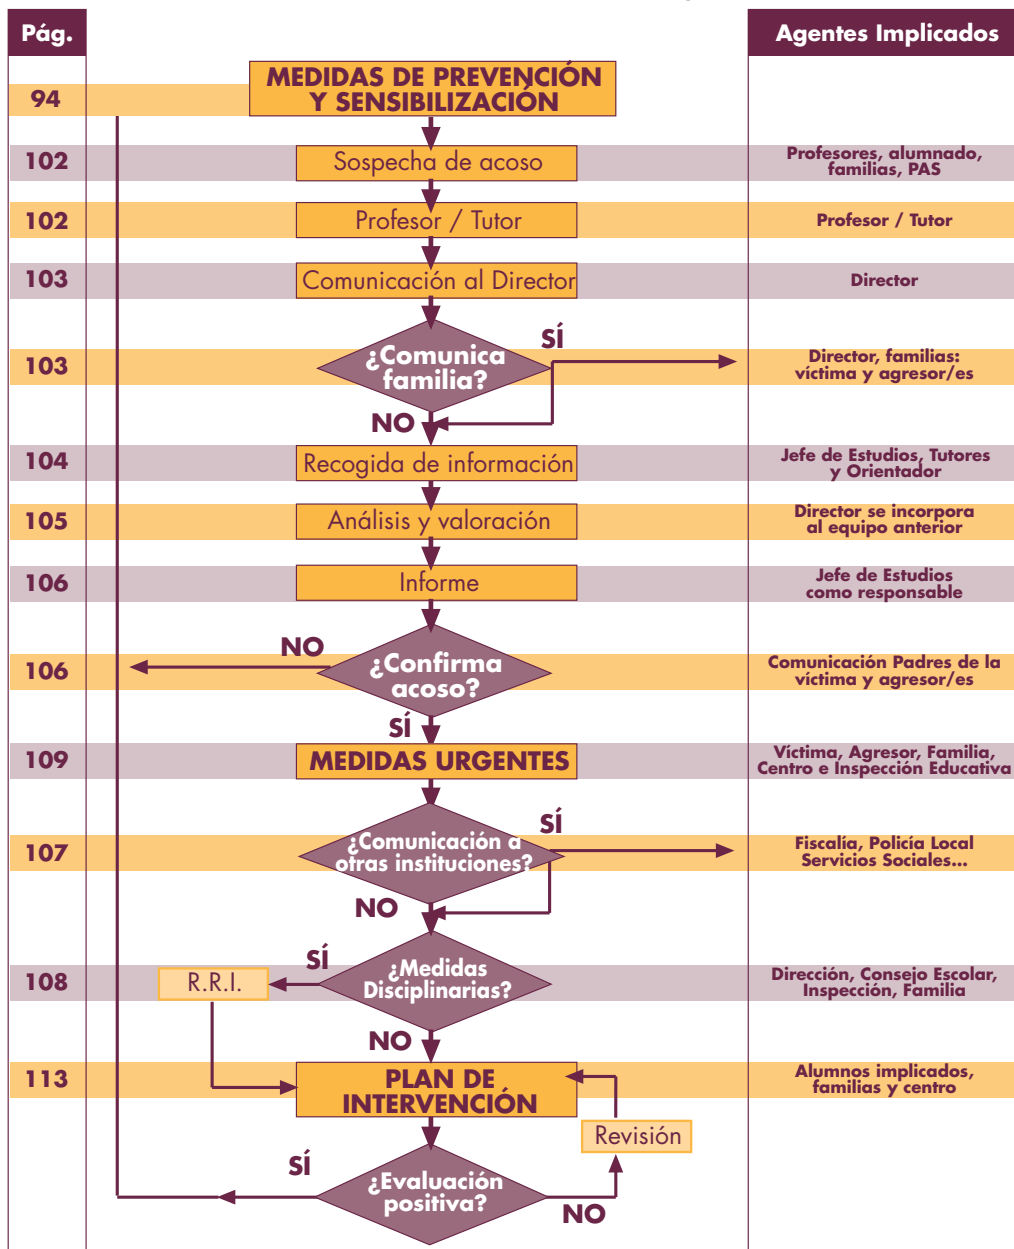 Pág.
Agentes Implicados
94
MEDIDAS DE PREVENCIÓN
Y SENSIBILIZACIÓN
102
Sospecha de acoso
Profesores, alumnado,
familias, PAS
102
Profesor / Tutor
Profesor / Tutor
103
Comunicación al Director
Director
103
¿Comunica
familia?
SÍ
Director, familias:
víctima y agresor/es
NO
104
Recogida de información
Jefe de Estudios, Tutores
y Orientador
105
Análisis y valoración
Director se incorpora
al equipo anterior
106
Informe
Jefe de Estudios
como responsable
106
NO
¿Confirma
acoso?
Comunicación Padres de la
víctima y agresor/es
SÍ
109
MEDIDAS URGENTES
Víctima, Agresor, Familia,
Centro e Inspección Educativa
107
¿Comunicación a
otras instituciones?
SÍ
Fiscalía, Policía Local
Servicios Sociales...
NO
108
R.R.I.
SÍ
¿Medidas
Disciplinarias?
Dirección, Consejo Escolar,
Inspección, Familia
NO
113
PLAN DE
INTERVENCIÓN
Alumnos implicados,
familias y centro
Revisión
SÍ
¿Evaluación
positiva?
NO